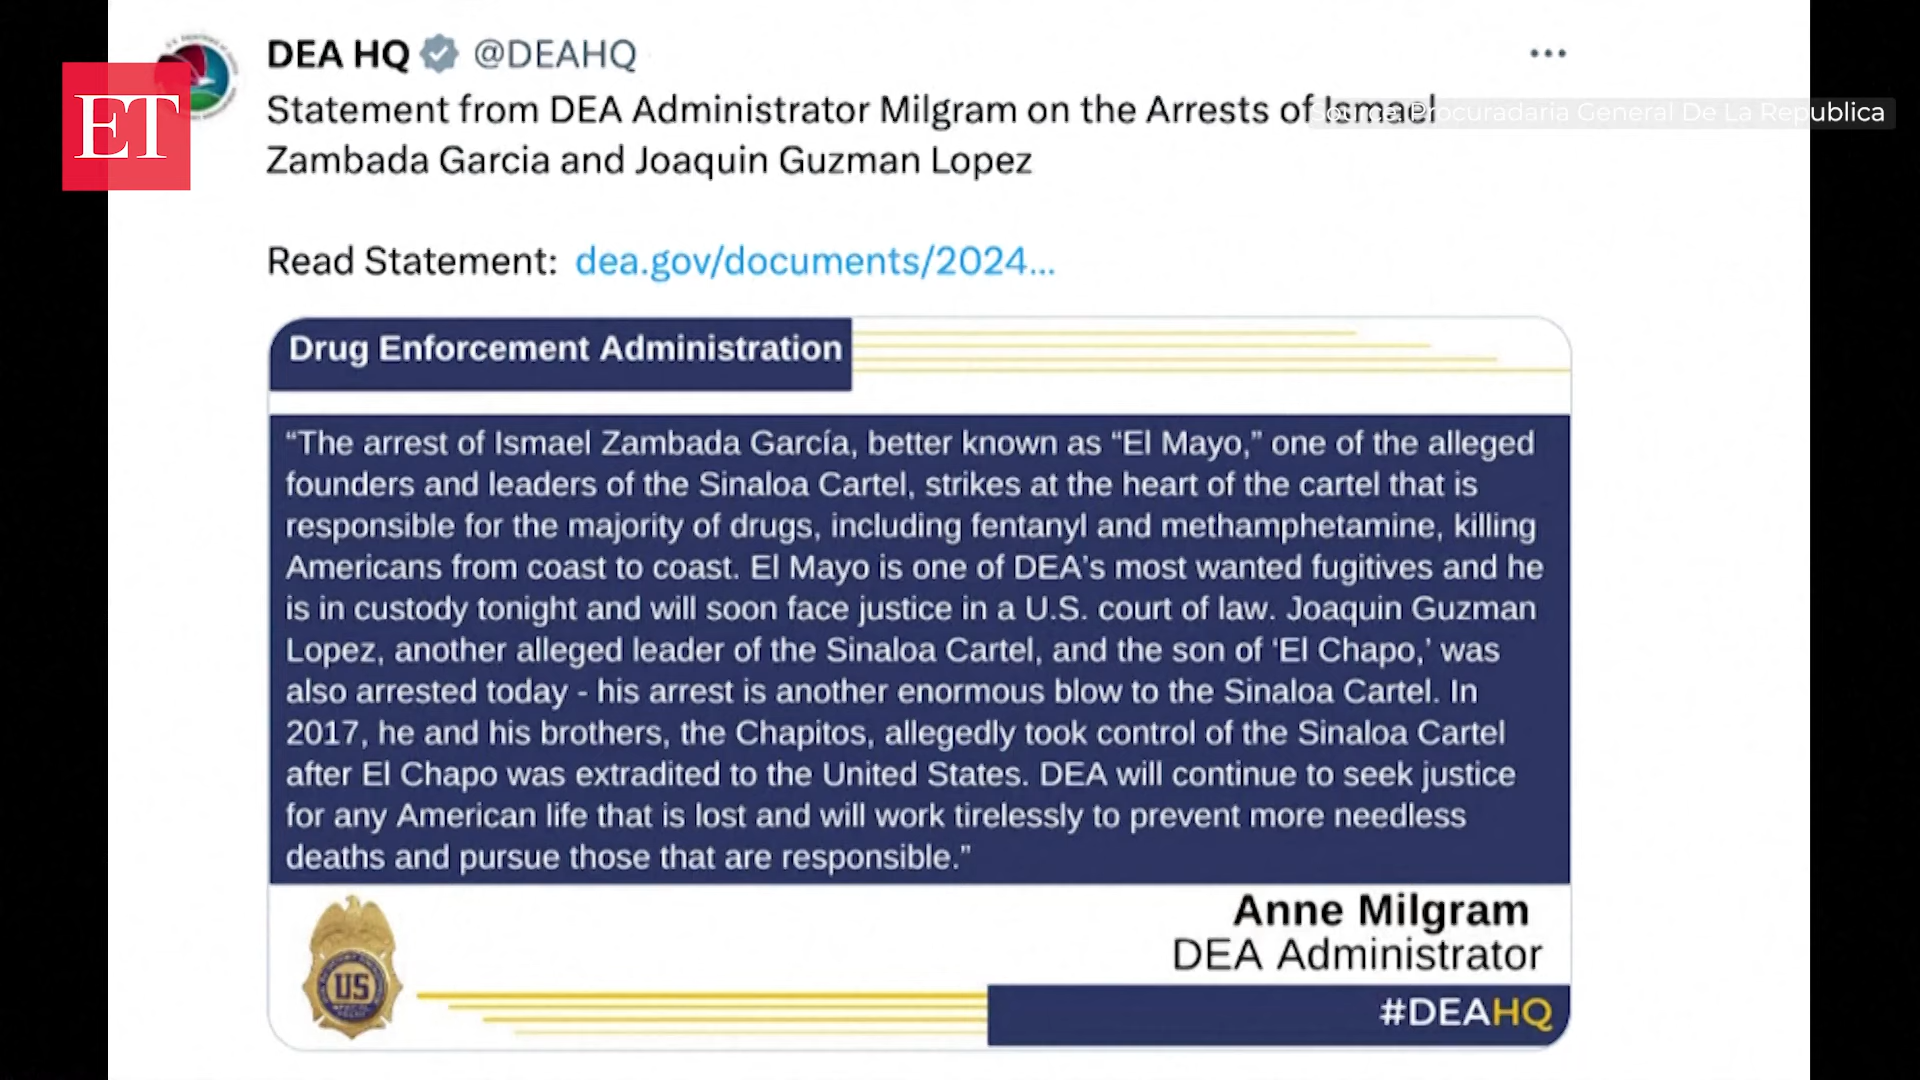 DEA HQ @DEAHQ
Statement from DEA Administrator Milgram on the Arrests of Ismael
Source: Procuradaria General De La Republica
Zambada Garcia and Joaquin Guzman Lopez
ET
Read Statement: dea.gov/documents/2024...
Drug Enforcement Administration
“The arrest of Ismael Zambada García, better known as “El Mayo,” one of the alleged
founders and leaders of the Sinaloa Cartel, strikes at the heart of the cartel that is
responsible for the majority of drugs, including fentanyl and methamphetamine, killing
Americans from coast to coast. El Mayo is one of DEA’s most wanted fugitives and he
is in custody tonight and will soon face justice in a U.S. court of law. Joaquin Guzman
Lopez, another alleged leader of the Sinaloa Cartel, and the son of ‘El Chapo,’ was
also arrested today - his arrest is another enormous blow to the Sinaloa Cartel. In
2017, he and his brothers, the Chapitos, allegedly took control of the Sinaloa Cartel
after El Chapo was extradited to the United States. DEA will continue to seek justice
for any American life that is lost and will work tirelessly to prevent more needless
deaths and pursue those that are responsible.”
Anne Milgram
DEA Administrator
US
#DEAHQ